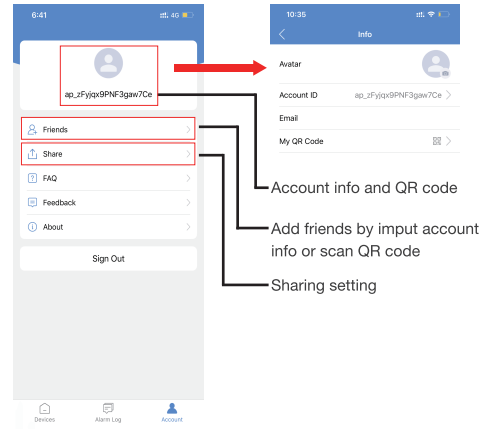 6:41
4G
ap_zFyjqx9PNF3gaw7Ce
Friends
Share
FAQ
Feedback
About
Sign Out
Devices
Alarm Log
Account
10:35
Info
Avatar
Account ID ap_zFyjqx9PNF3gaw7Ce
Email
My QR Code
Account info and QR code
Add friends by imput account
info or scan QR code
Sharing setting